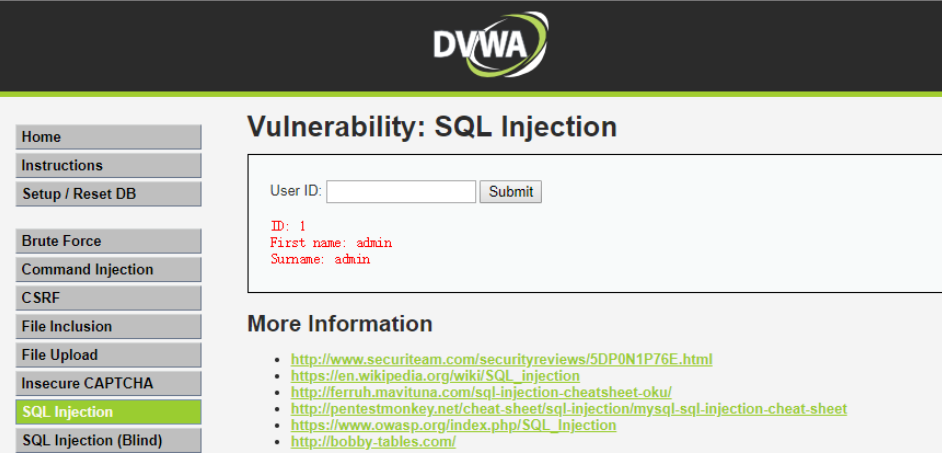 DVWA
Home
Instructions
Setup / Reset DB
Brute Force
Command Injection
CSRF
File Inclusion
File Upload
Insecure CAPTCHA
SQL Injection
SQL Injection (Blind)
Vulnerability: SQL Injection
User ID: Submit
ID: 1
First name: admin
Surname: admin
More Information
http://www.securiteam.com/securityreviews/5DP0N1P76E.html
https://en.wikipedia.org/wiki/SQL_injection
http://ferruh.mavituna.com/sql-injection-cheatsheet-oku/
http://pentestmonkey.net/cheat-sheet/sql-injection/mysql-sql-injection-cheat-sheet
https://www.owasp.org/index.php/SQL_Injection
http://bobby-tables.com/